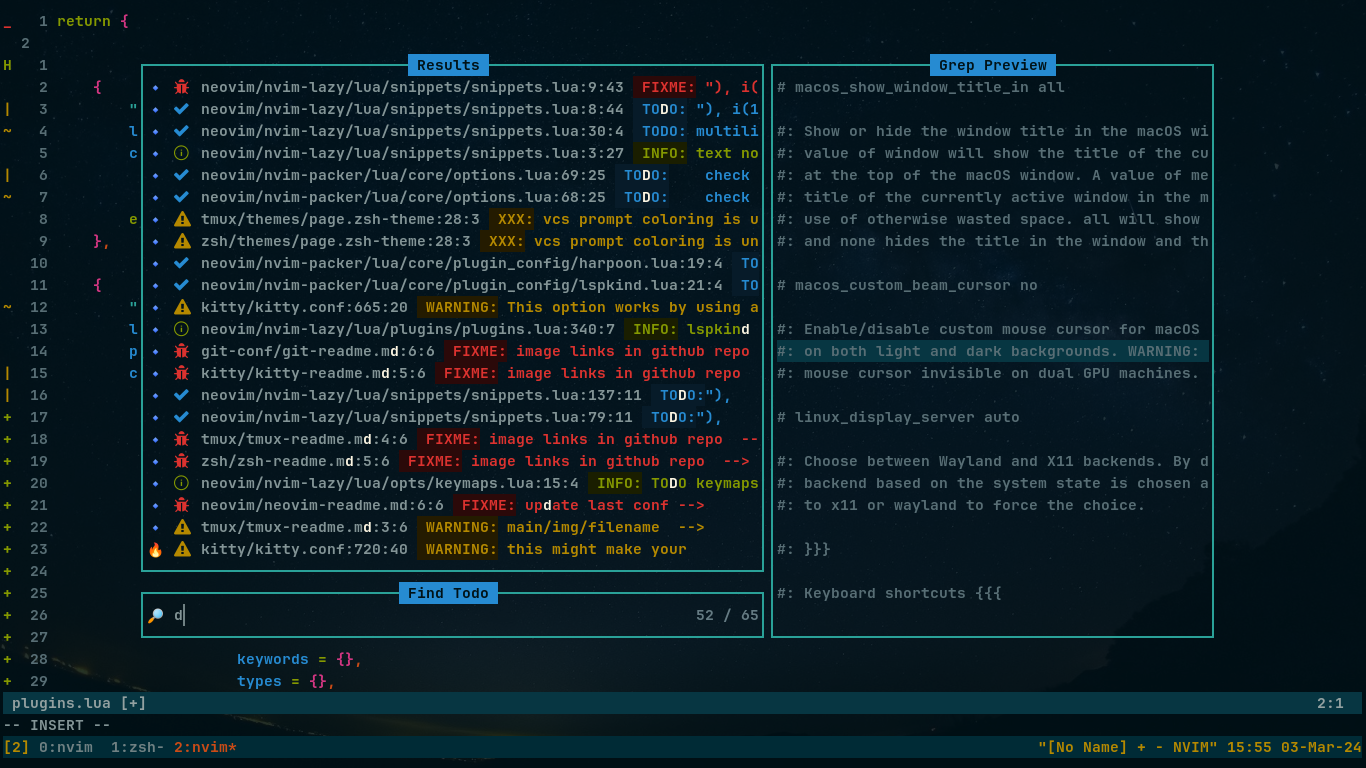 _ 1 return {
2
H 1
2 {
| 3 "
~ 4 l
5 c
| 6
~ 7
8 e
9 },
10
11 {
~ 12 "
13 l
14 p
| 15 c
| 16
+ 17
+ 18
+ 19
+ 20
+ 21
+ 22
+ 23
+ 24
+ 25
+ 26
+ 27
+ 28 keywords = {},
+ 29 types = {},
Results
neovim/nvim-lazy/lua/snippets/snippets.lua:9:43 FIXME: "), i(
neovim/nvim-lazy/lua/snippets/snippets.lua:8:44 TODO: "), i(1
neovim/nvim-lazy/lua/snippets/snippets.lua:30:4 TODO: multili
neovim/nvim-lazy/lua/snippets/snippets.lua:3:27 INFO: text no
neovim/nvim-packer/lua/core/options.lua:69:25 TODO: check
neovim/nvim-packer/lua/core/options.lua:68:25 TODO: check
tmux/themes/page.zsh-theme:28:3 XXX: vcs prompt coloring is u
zsh/themes/page.zsh-theme:28:3 XXX: vcs prompt coloring is un
neovim/nvim-packer/lua/core/plugin_config/harpoon.lua:19:4 TO
neovim/nvim-packer/lua/core/plugin_config/lspkind.lua:21:4 TO
kitty/kitty.conf:665:20 WARNING: This option works by using a
neovim/nvim-lazy/lua/plugins/plugins.lua:340:7 INFO: lspkind
git-conf/git-readme.md:6:6 FIXME: image links in github repo
kitty/kitty-readme.md:5:6 FIXME: image links in github repo
neovim/nvim-lazy/lua/snippets/snippets.lua:137:11 TODO:"),
neovim/nvim-lazy/lua/snippets/snippets.lua:79:11 TODO:"),
tmux/tmux-readme.md:4:6 FIXME: image links in github repo --
zsh/zsh-readme.md:5:6 FIXME: image links in github repo -->
neovim/nvim-lazy/lua/opts/keymaps.lua:15:4 INFO: TODO keymaps
neovim/neovim-readme.md:6:6 FIXME: update last conf -->
tmux/tmux-readme.md:3:6 WARNING: main/img/filename -->
kitty/kitty.conf:720:40 WARNING: this might make your
Find Todo
d 52 / 65
Grep Preview
# macos_show_window_title_in all
#: Show or hide the window title in the macOS wi
#: value of window will show the title of the cu
#: at the top of the macOS window. A value of me
#: title of the currently active window in the m
#: use of otherwise wasted space. all will show
#: and none hides the title in the window and th
# macos_custom_beam_cursor no
#: Enable/disable custom mouse cursor for macOS
#: on both light and dark backgrounds. WARNING:
#: mouse cursor invisible on dual GPU machines.
# linux_display_server auto
#: Choose between Wayland and X11 backends. By d
#: backend based on the system state is chosen a
#: to x11 or wayland to force the choice.
#: }}}
#: Keyboard shortcuts {{{
plugins.lua [+] 2:1
-- INSERT --
[2] 0:nvim 1:zsh- 2:nvim* "[No Name] + - NVIM" 15:55 03-Mar-24